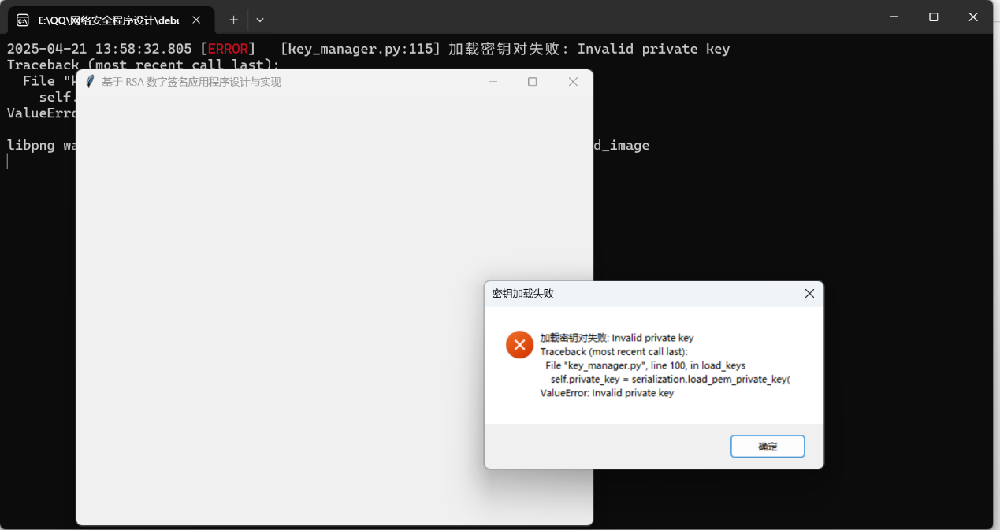 E:\QQ\网络安全程序设计\debu
2025-04-21 13:58:32.805 [ERROR] [key_manager.py:115] 加载密钥对失败: Invalid private key
Traceback (most recent call last):
File "k
self.
ValueErro
libpng wa
d_image
基于 RSA 数字签名应用程序设计与实现
密钥加载失败
加载密钥对失败: Invalid private key
Traceback (most recent call last):
File "key_manager.py", line 100, in load_keys
self.private_key = serialization.load_pem_private_key(
ValueError: Invalid private key
确定